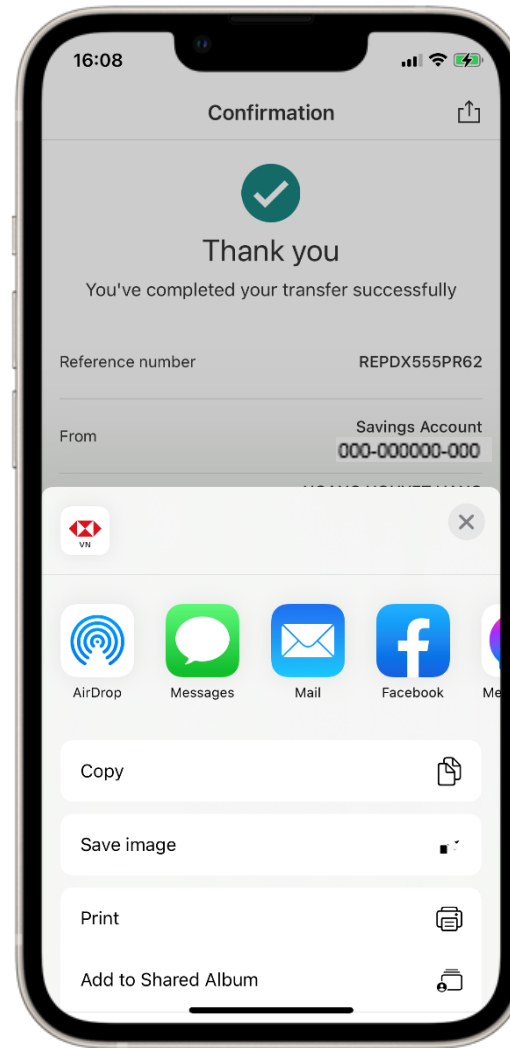 16:08
Confirmation
Thank you
You've completed your transfer successfully
Reference number REPDX555PR62
From Savings Account
000-000000-000
VN
AirDrop Messages Mail Facebook Me
Copy
Save image
Print
Add to Shared Album